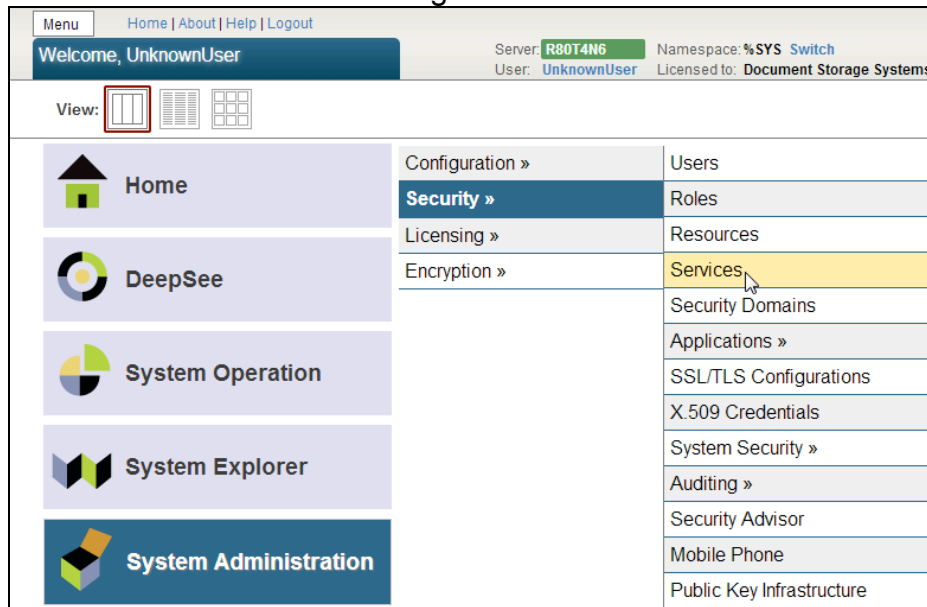 Menu Home | About | Help | Logout
Welcome, UnknownUser
Server: R80T4N6 Namespace: %SYS Switch
User: UnknownUser Licensed to: Document Storage Systems
View:
Home
DeepSee
System Operation
System Explorer
System Administration
Configuration »
Security »
Licensing »
Encryption »
Users
Roles
Resources
Services
Security Domains
Applications »
SSL/TLS Configurations
X.509 Credentials
System Security »
Auditing »
Security Advisor
Mobile Phone
Public Key Infrastructure